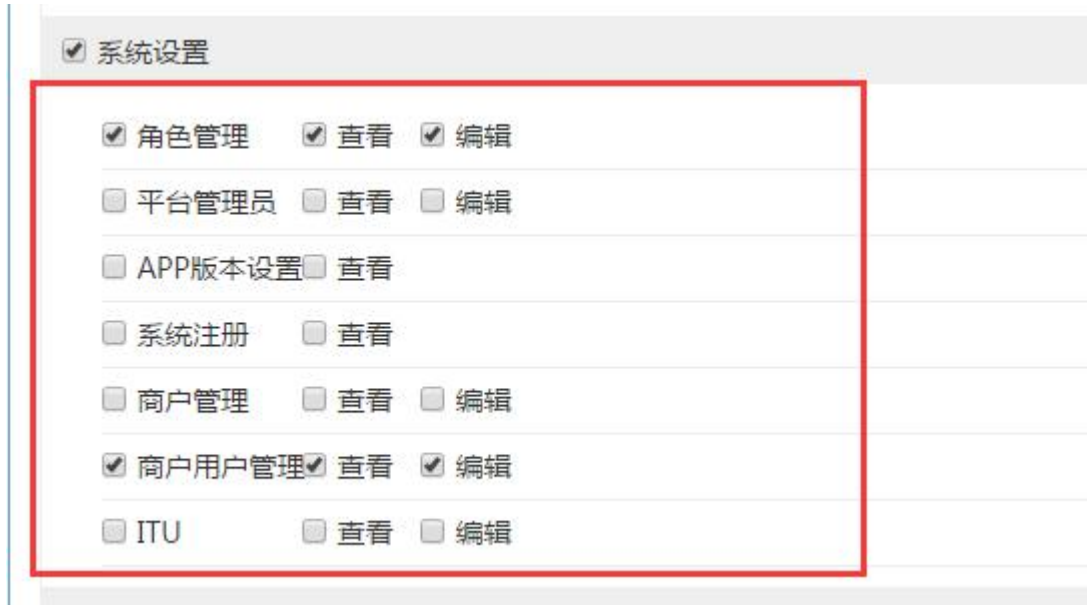 系统设置
角色管理 查看 编辑
平台管理员 查看 编辑
APP版本设置 查看
系统注册 查看
商户管理 查看 编辑
商户用户管理 查看 编辑
ITU 查看 编辑